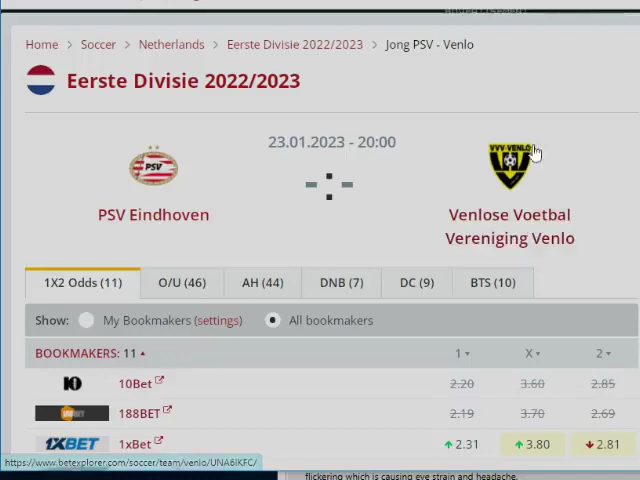 Home > Soccer > Netherlands > Eerste Divisie 2022/2023 > Jong PSV - Venlo
Eerste Divisie 2022/2023
23.01.2023 - 20:00
PSV
VVV-VENLO
- : -
PSV Eindhoven
Venlose Voetbal
Vereniging Venlo
1X2 Odds (11) O/U (46) AH (44) DNB (7) DC (9) BTS (10)
Show: My Bookmakers (settings) All bookmakers
BOOKMAKERS: 11 1 X 2
10 10Bet 2.20 3.60 2.85
188BET 2.19 3.70 2.69
1XBET 1xBet 2.31 3.80 2.81
https://www.betexplorer.com/soccer/team/venlo/UNA6IKFC/
flickering which is causing eye strain and headache.